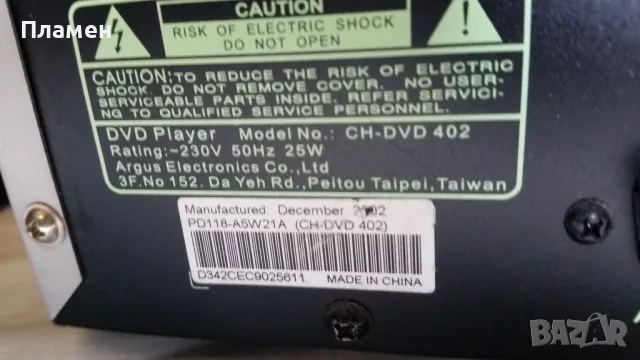 Пламен
CAUTION
RISK OF ELECTRIC SHOCK
DO NOT OPEN
CAUTION: TO REDUCE THE RISK OF ELECTRIC
SHOCK. DO NOT REMOVE COVER. NO USER-
SERVICEABLE PARTS INSIDE. REFER SERVICI-
NG TO QUALIFIED SERVICE PERSONNEL.
DVD Player Model No.: CH-DVD 402
Rating:~230V 50Hz 25W
Argus Electronics Co.,Ltd
3F.No 152. Da Yeh Rd.,Peitou Taipei,Taiwan
Manufactured: December 2002
PD118-A5W21A (CH-DVD 402)
D342CEC9025611 MADE IN CHINA
BAZAR